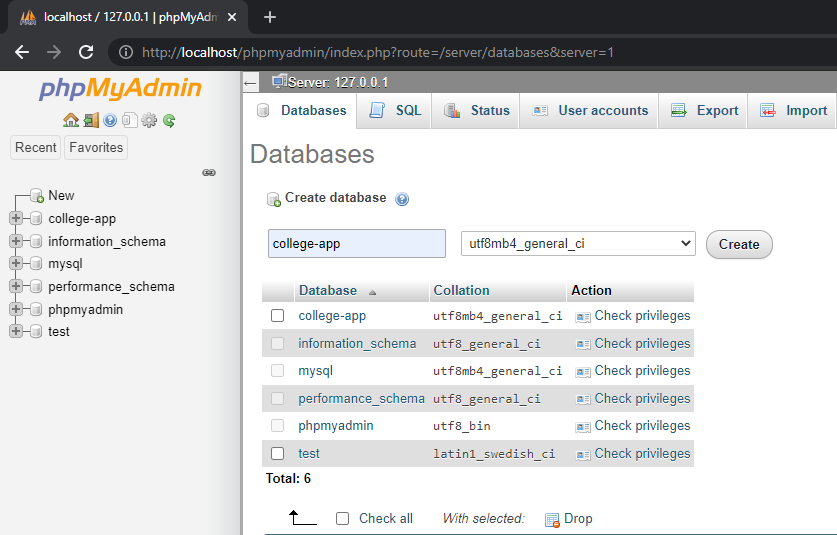 localhost / 127.0.0.1 | phpMyAdm
http://localhost/phpmyadmin/index.php?route=/server/databases&server=1
phpMyAdmin
Recent Favorites
New
college-app
information_schema
mysql
performance_schema
phpmyadmin
test
Server: 127.0.0.1
Databases SQL Status User accounts Export Import
Databases
Create database
college-app utf8mb4_general_ci Create
Database Collation Action
college-app utf8mb4_general_ci Check privileges
information_schema utf8_general_ci Check privileges
mysql utf8mb4_general_ci Check privileges
performance_schema utf8_general_ci Check privileges
phpmyadmin utf8_bin Check privileges
test latin1_swedish_ci Check privileges
Total: 6
Check all With selected: Drop